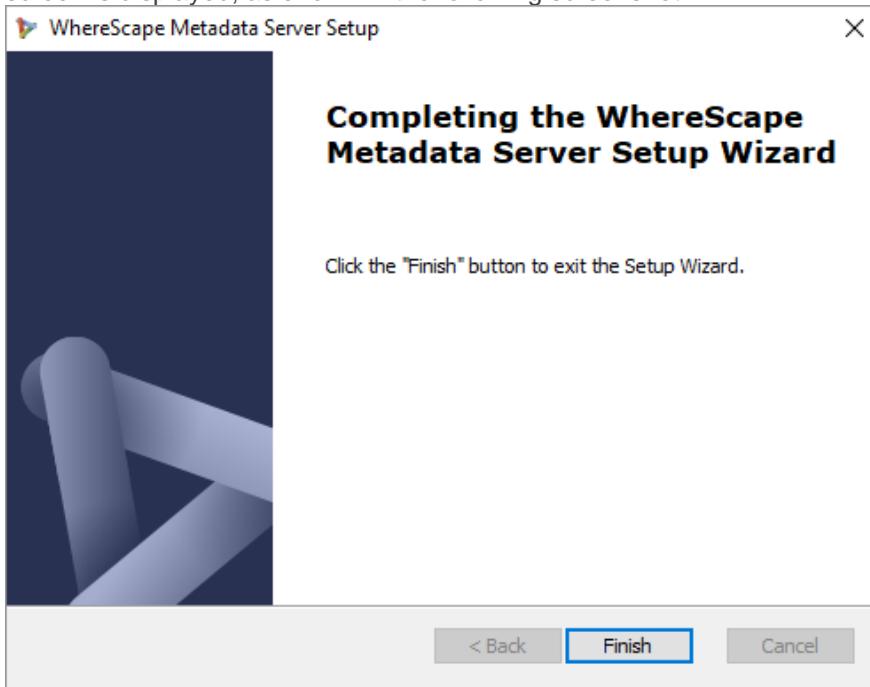 WhereScape Metadata Server Setup
Completing the WhereScape
Metadata Server Setup Wizard
Click the "Finish" button to exit the Setup Wizard.
< Back Finish Cancel